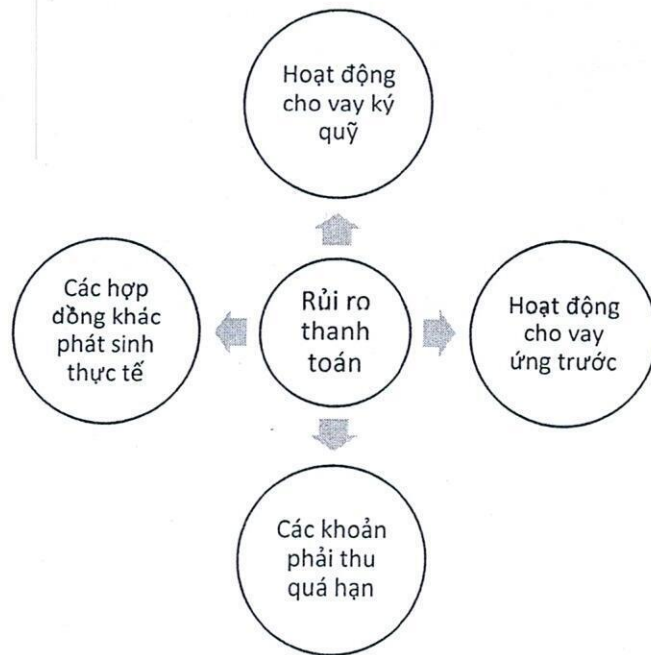 Hoạt động
cho vay ký
quỹ
Các hợp
đồng khác
phát sinh
thực tế
Rủi ro
thanh
toán
Hoạt động
cho vay
ứng trước
Các khoản
phải thu
quá hạn